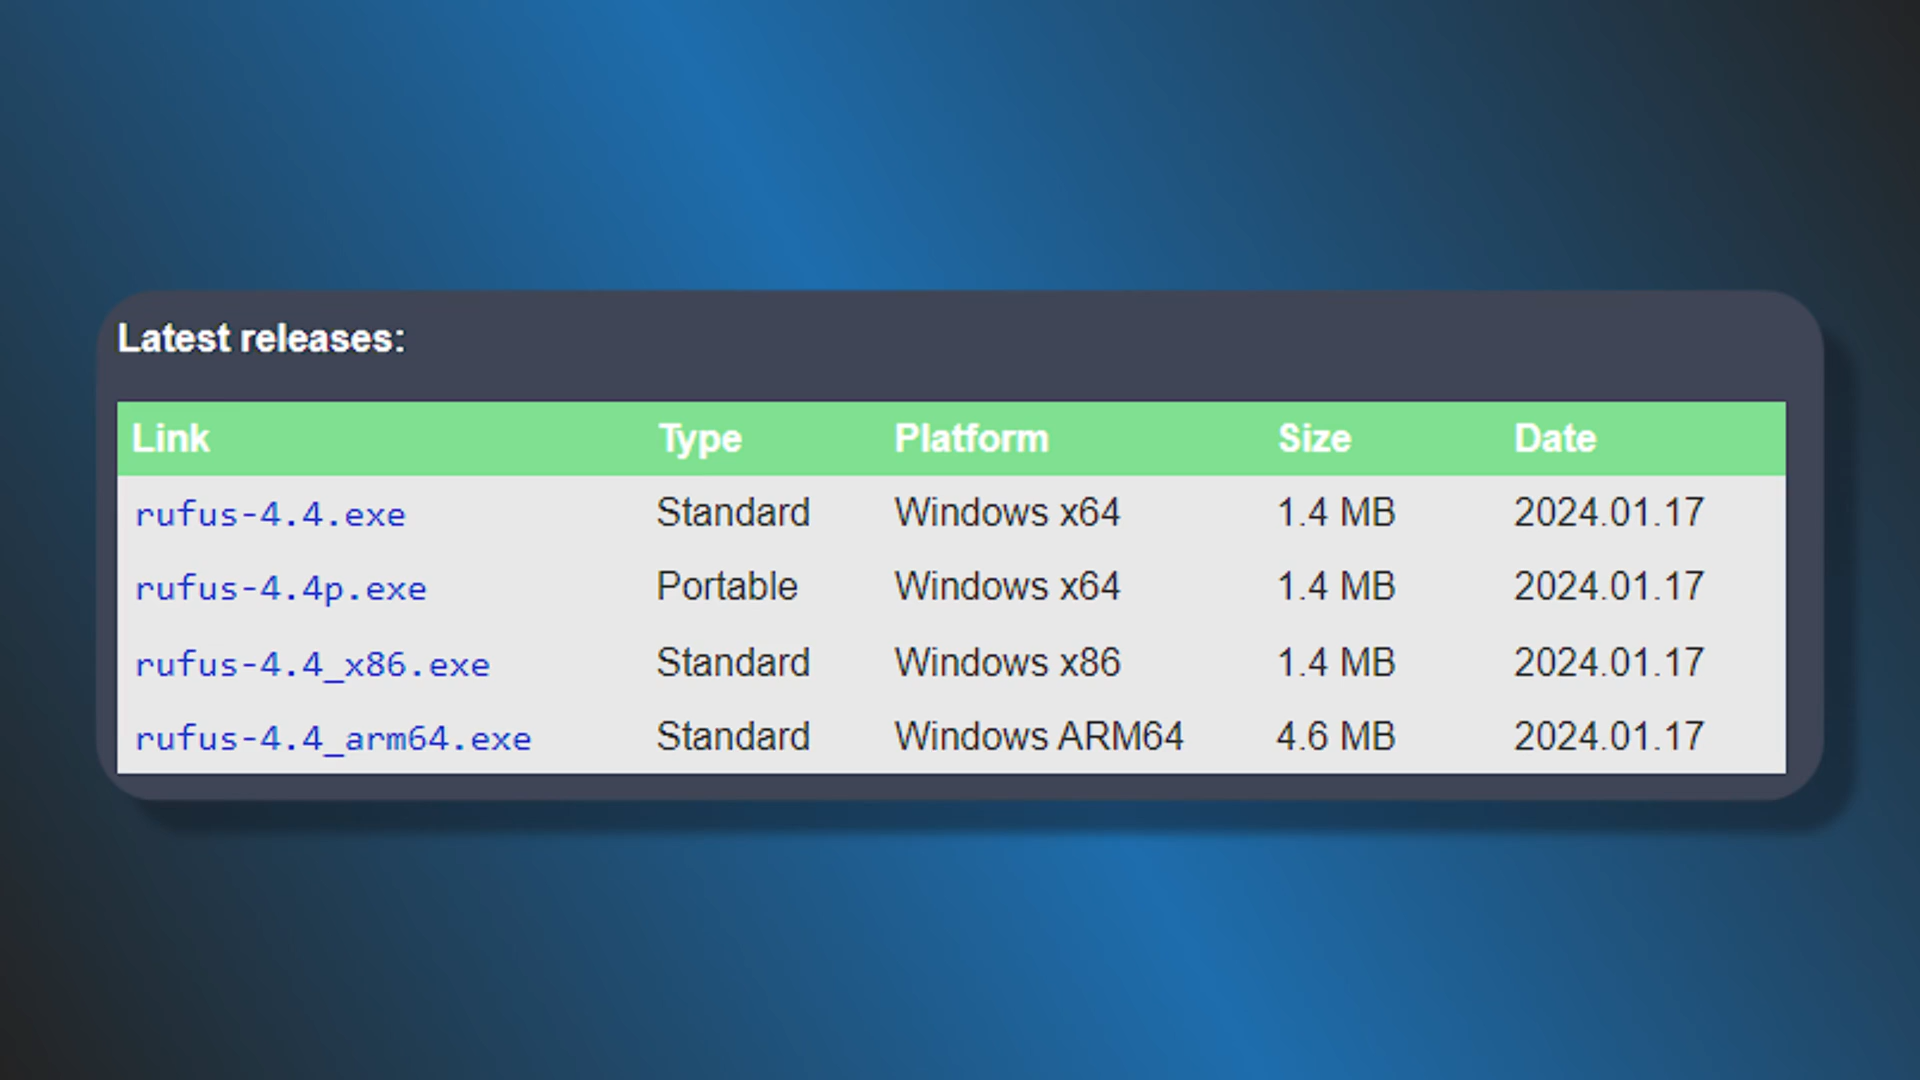 Latest releases:
Link Type Platform Size Date
rufus-4.4.exe Standard Windows x64 1.4 MB 2024.01.17
rufus-4.4p.exe Portable Windows x64 1.4 MB 2024.01.17
rufus-4.4_x86.exe Standard Windows x86 1.4 MB 2024.01.17
rufus-4.4_arm64.exe Standard Windows ARM64 4.6 MB 2024.01.17